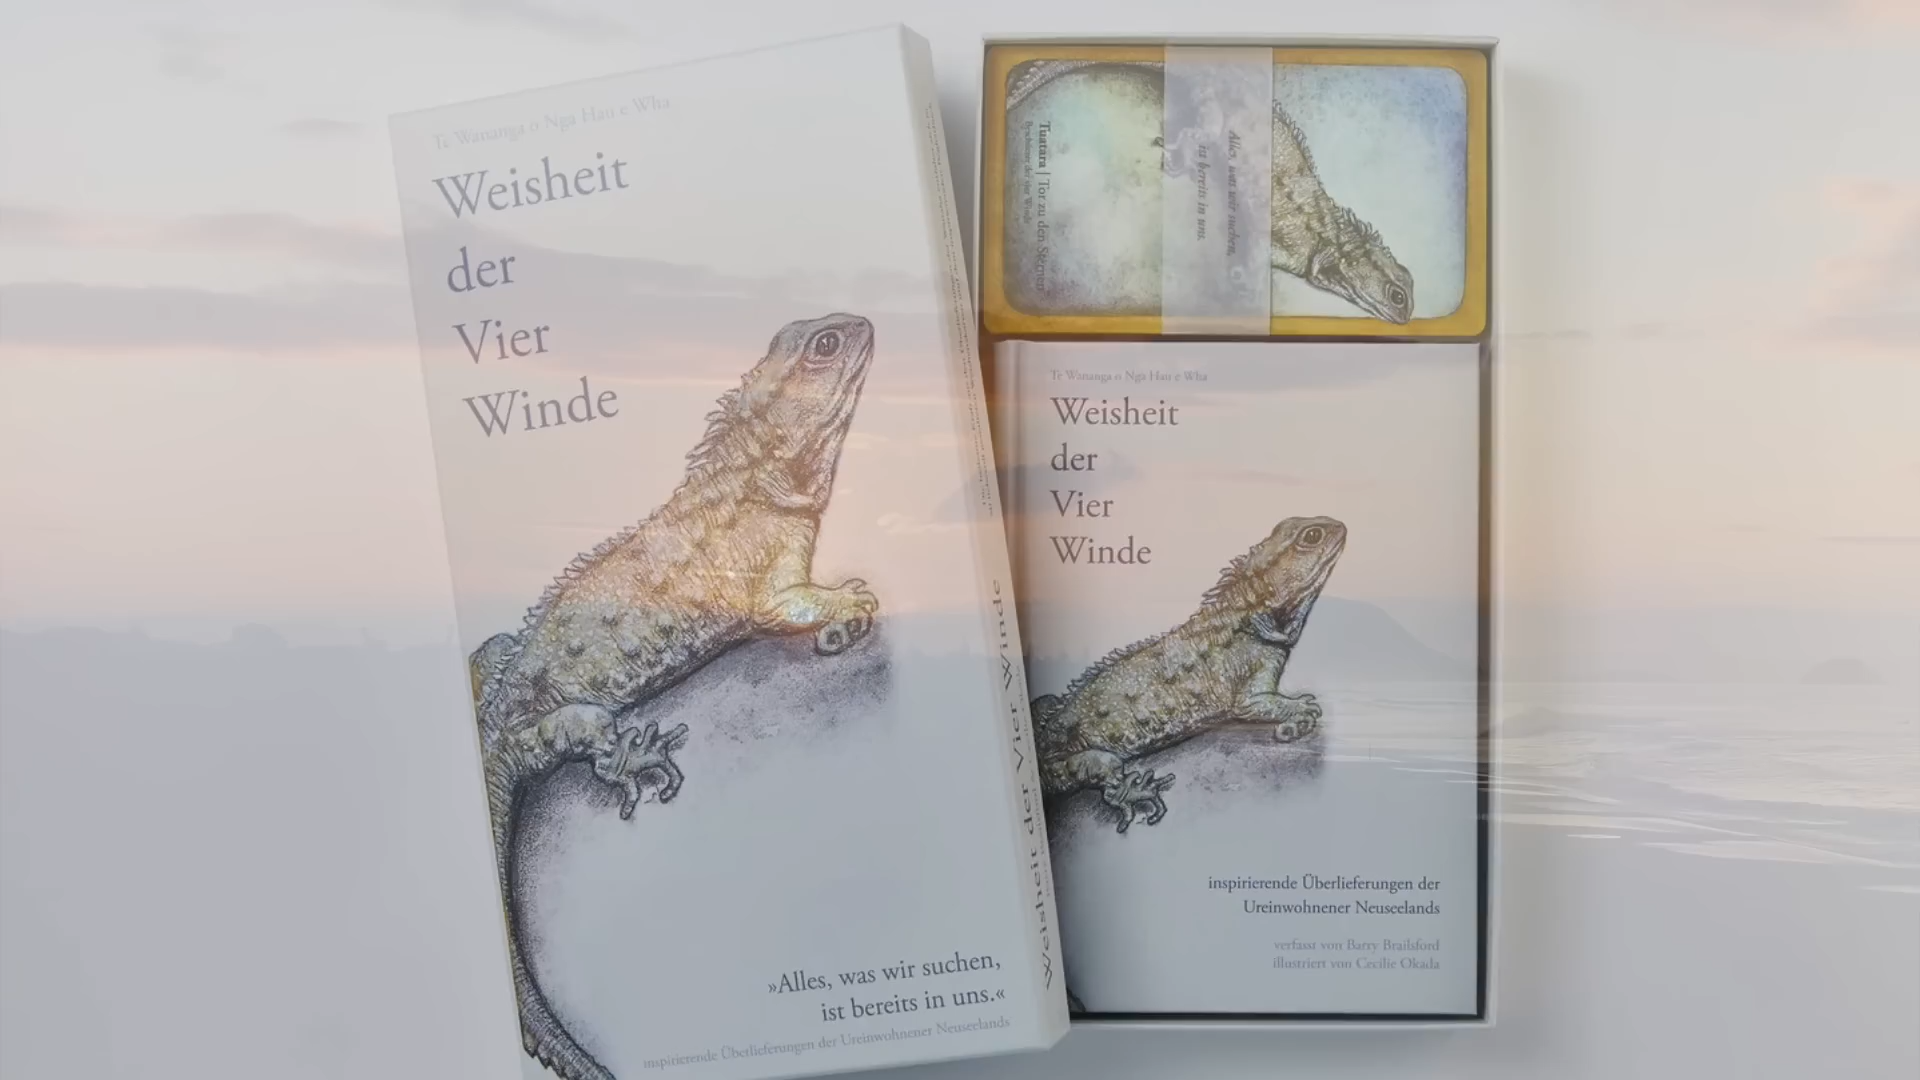 Te Wananga o Nga Hau e Wha
Weisheit
der
Vier
Winde
»Alles, was wir suchen,
ist bereits in uns.«
inspirierende Überlieferungen der Ureinwohnener Neuseelands
Weisheit der Vier Winde
Tuatara | Tor zu den Sternen
Alles, was wir suchen,
ist bereits in uns.
Te Wananga o Nga Hau e Wha
Weisheit
der
Vier
Winde
inspirierende Überlieferungen der
Ureinwohnener Neuseelands
verfasst von Barry Brailsford
illustriert von Cecilie Okada